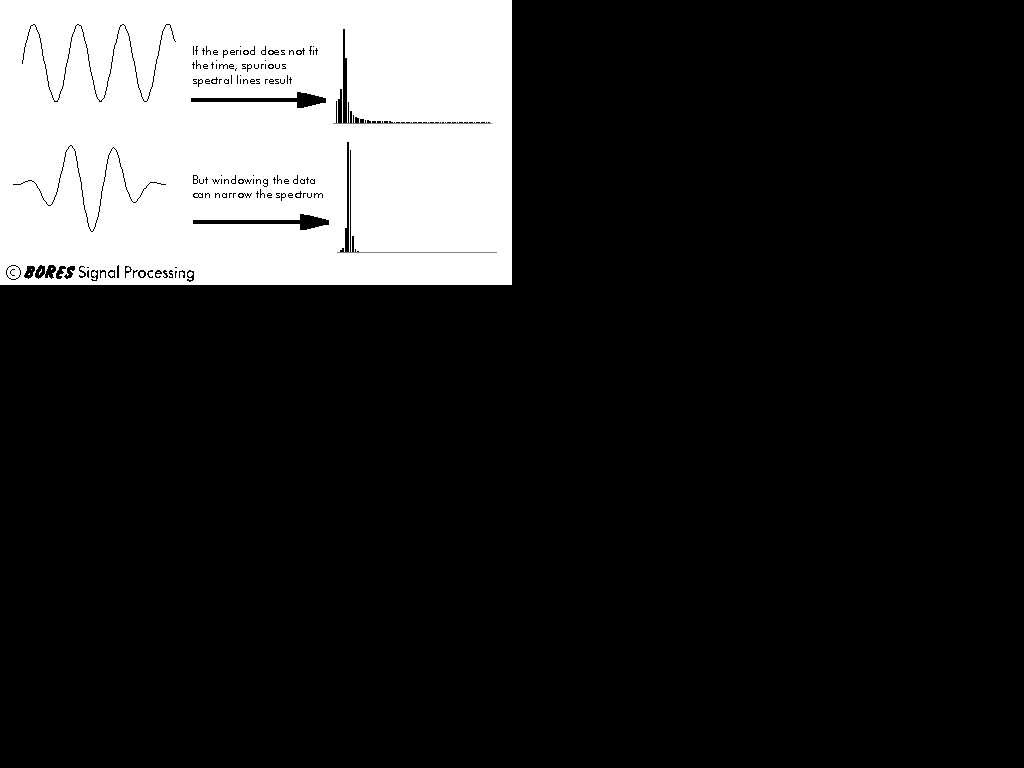 If the period does not fit
the time, spurious
spectral lines result
But windowing the data
can narrow the spectrum
© BORES Signal Processing